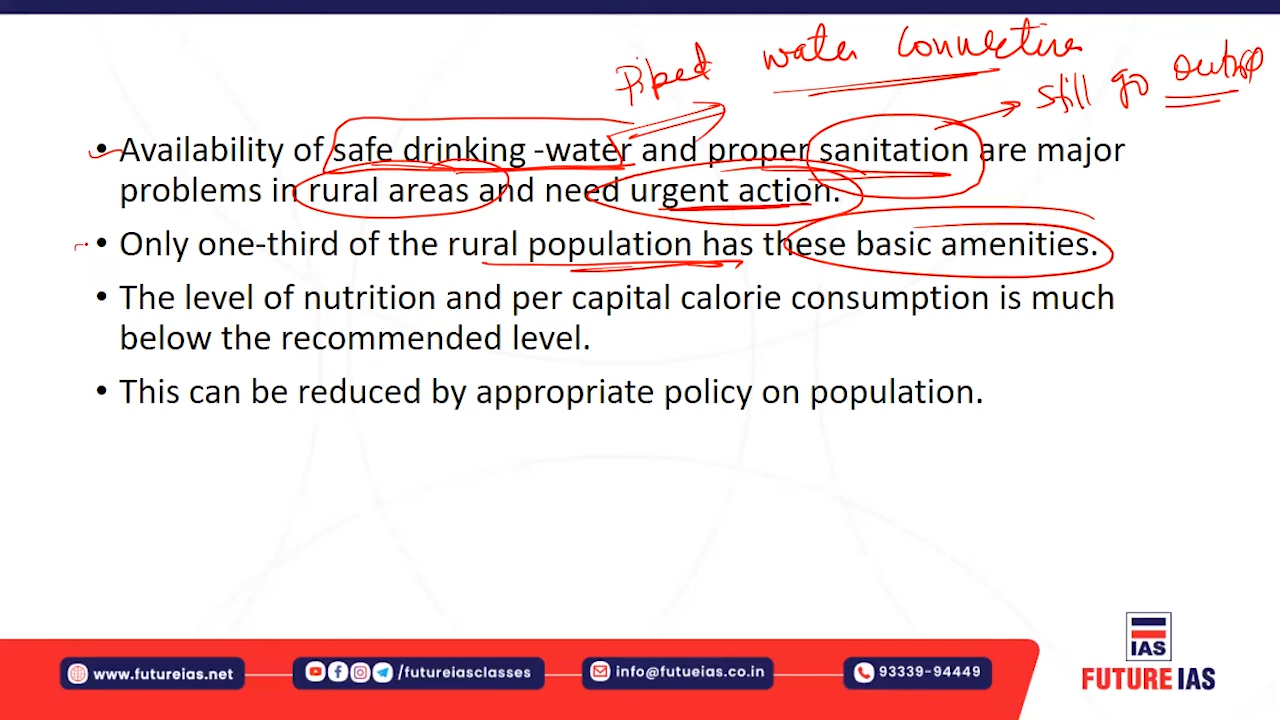 Piped water connection
still go outside
• Availability of safe drinking -water and proper sanitation are major
problems in rural areas and need urgent action.
• Only one-third of the rural population has these basic amenities.
• The level of nutrition and per capital calorie consumption is much
below the recommended level.
• This can be reduced by appropriate policy on population.
IAS
www.futureias.net
/futureiasclasses
info@futueias.co.in
93339-94449
FUTURE IAS